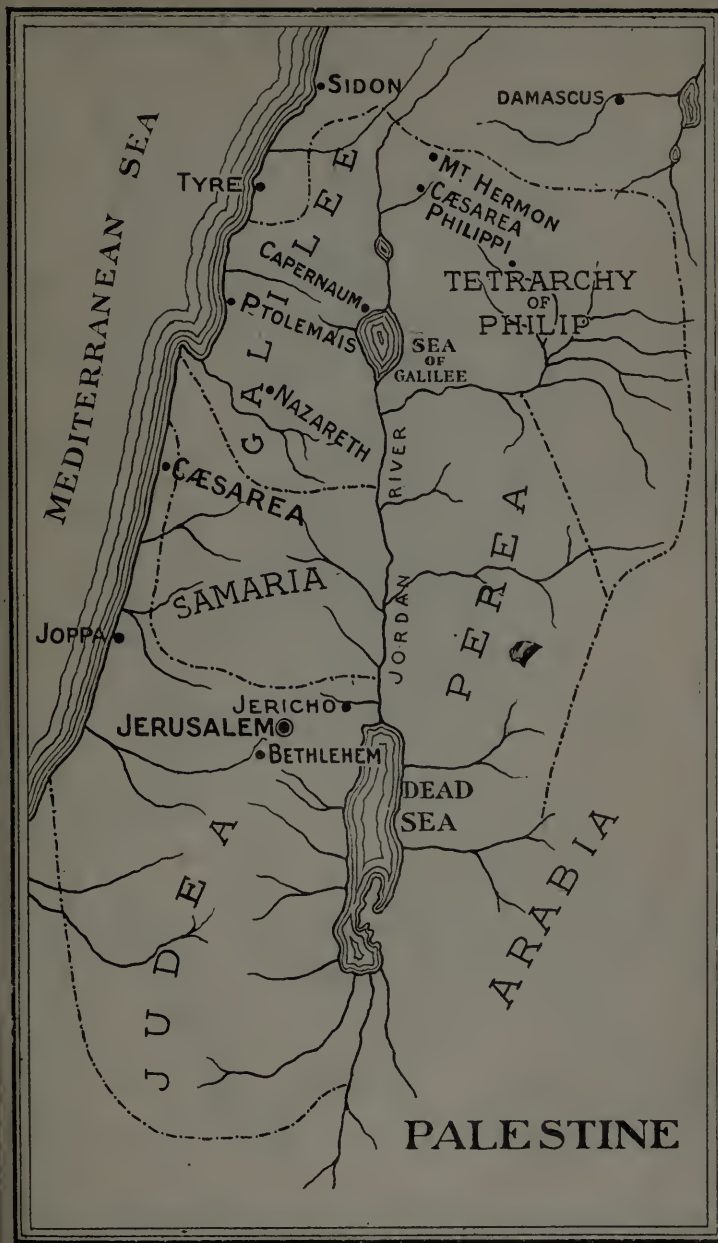 SIDON
DAMASCUS
MEDITERRANEAN SEA
TYRE
MT HERMON
CÆSAREA
PHILIPPI
GALILEE
CAPERNAUM
TETRARCHY
OF
PHILIP
PTOLEMAIS
SEA
OF
GALILEE
NAZARETH
RIVER JORDAN
CÆSAREA
PEREA
SAMARIA
JOPPA
JERICHO
JERUSALEM
BETHLEHEM
DEAD
SEA
JUDEA
ARABIA
PALESTINE